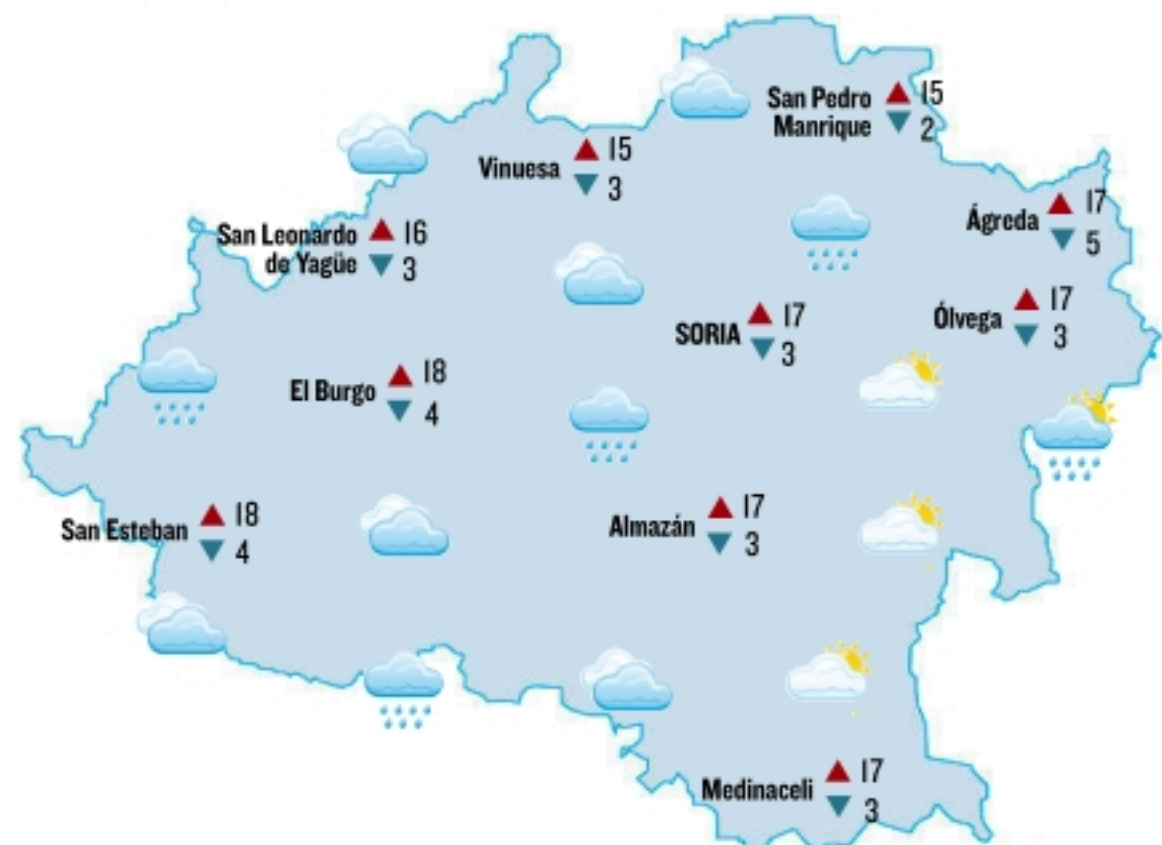 San Pedro
Manrique
15
2
Vinuesa
15
3
Ágreda
17
5
San Leonardo
de Yagüe
16
3
SORIA
17
3
Ólvega
17
3
El Burgo
18
4
San Esteban
18
4
Almazán
17
3
Medinaceli
17
3